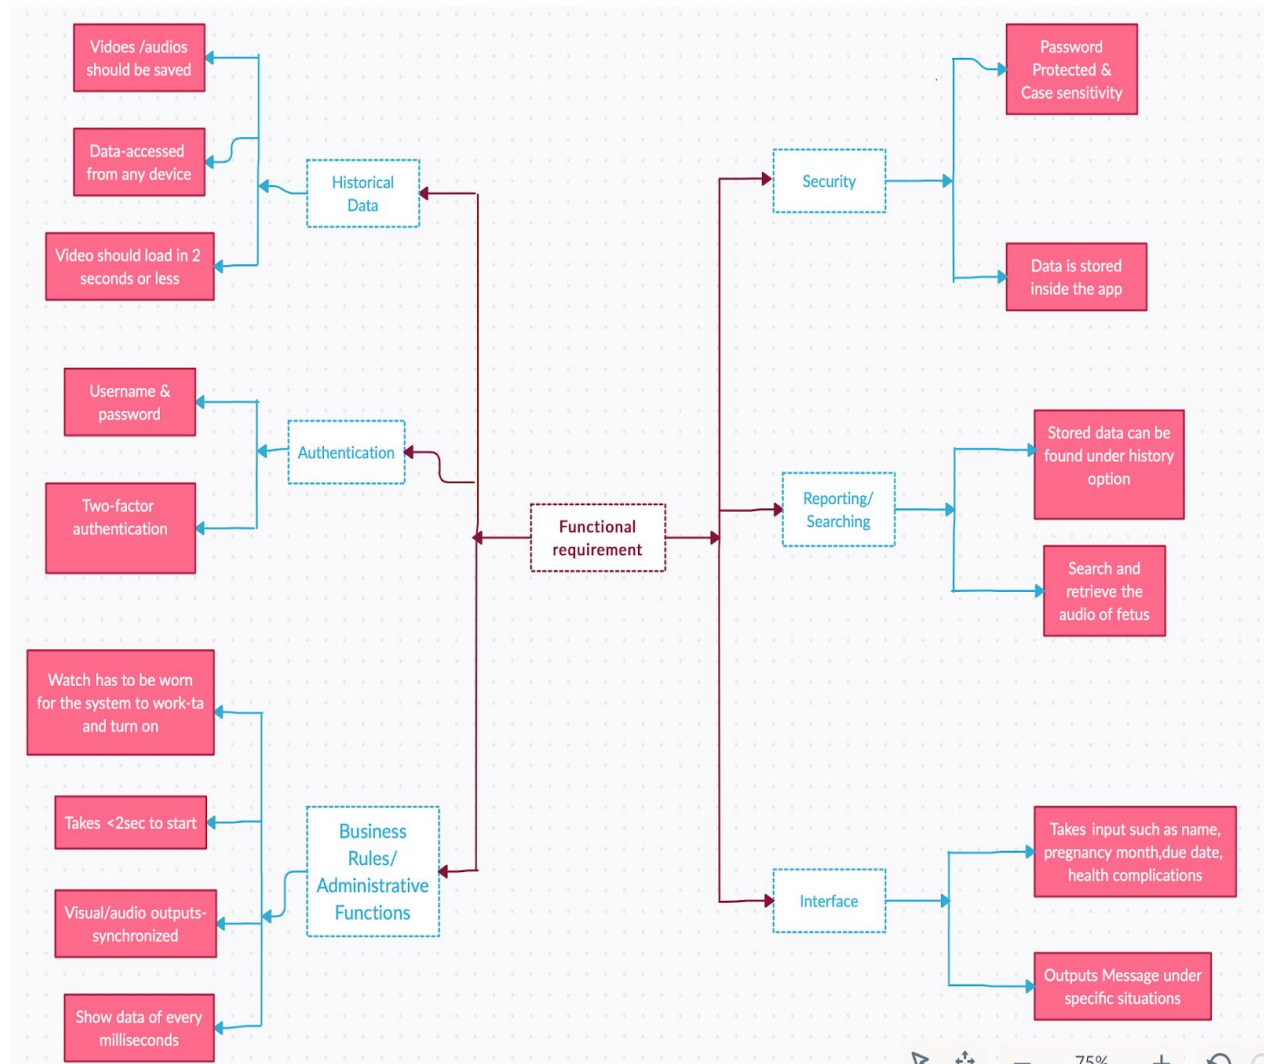 Vidoes /audios
should be saved
Data-accessed
from any device
Video should load in 2
seconds or less
Historical
Data
Username &
password
Two-factor
authentication
Authentication
Watch has to be worn
for the system to work-ta
and turn on
Takes <2sec to start
Visual/audio outputs-
synchronized
Show data of every
milliseconds
Business
Rules/
Administrative
Functions
Functional
requirement
Security
Password
Protected &
Case sensitivity
Data is stored
inside the app
Reporting/
Searching
Stored data can be
found under history
option
Search and
retrieve the
audio of fetus
Interface
Takes input such as name,
pregnancy month,due date,
health complications
Outputs Message under
specific situations
75%